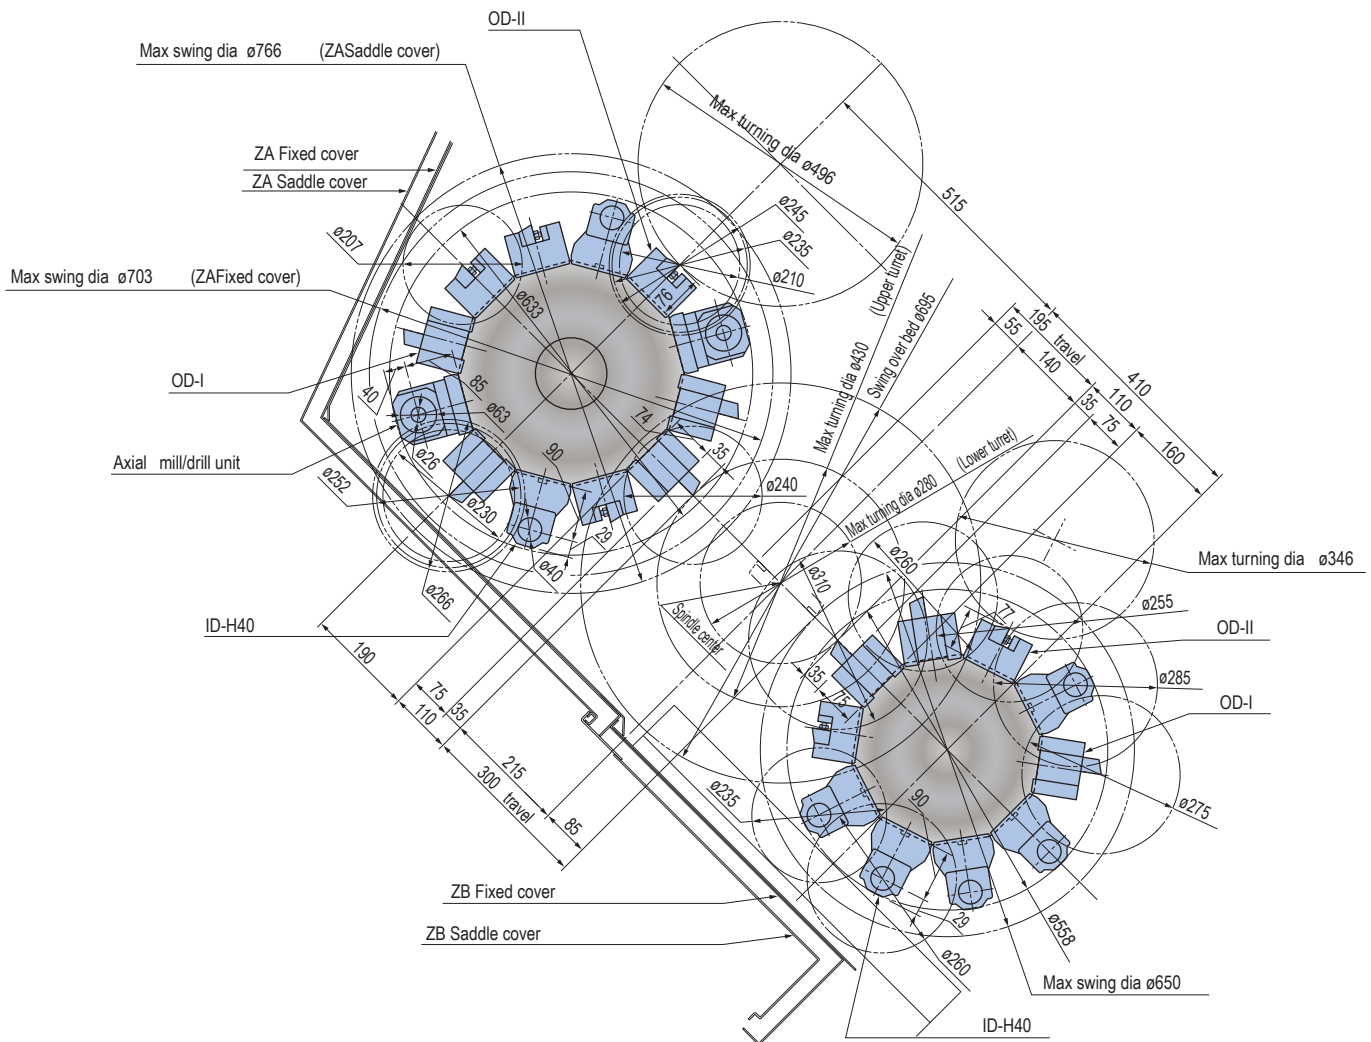 OD-II
Max swing dia ø766 (ZASaddle cover)
Max turning dia ø496
ZA Fixed cover
ZA Saddle cover
515
ø245
ø235
ø210
ø207
(Upper turret)
Max swing dia ø703 (ZAFixed cover)
ø633
76
Max turning dia ø430
Swing over bed ø695
195 travel
55
140
410
110
35
75
160
OD-I
40
85
ø63
74
35
Axial mill/drill unit
ø26
90
ø252
ø230
ø240
29
ø40
(Lower turret)
Max turning dia ø280
ø260
ø310
Max turning dia ø346
ø266
Spindle center
77
ø255
ID-H40
OD-II
190
35
75
ø285
75
110
35
OD-I
215
300 travel
85
ø235
90
ø275
ZB Fixed cover
29
ø558
ZB Saddle cover
ø260
Max swing dia ø650
ID-H40